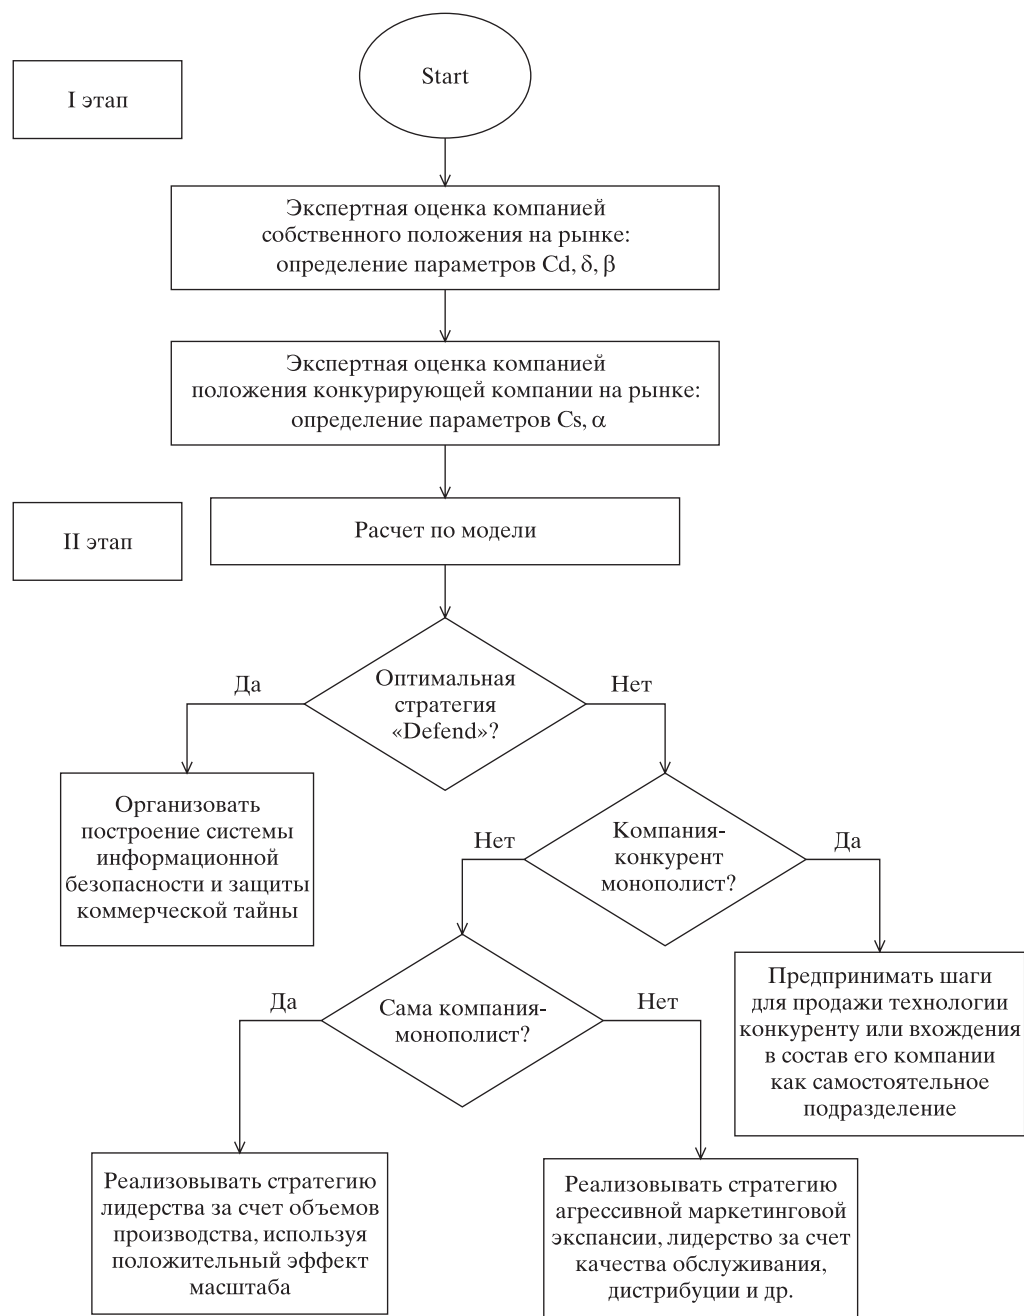 Start
I этап
Экспертная оценка компанией
собственного положения на рынке:
определение параметров Cd, δ, β
Экспертная оценка компанией
положения конкурирующей компании на рынке:
определение параметров Cs, α
II этап
Расчет по модели
Оптимальная
стратегия
«Defend»?
Да
Нет
Организовать
построение системы
информационной
безопасности и защиты
коммерческой тайны
Компания-
конкурент
монополист?
Нет
Да
Предпринимать шаги
для продажи технологии
конкуренту или вхождения
в состав его компании
как самостоятельное
подразделение
Сама компания-
монополист?
Да
Нет
Реализовывать стратегию
лидерства за счет объемов
производства, используя
положительный эффект
масштаба
Реализовывать стратегию
агрессивной маркетинговой
экспансии, лидерство за счет
качества обслуживания,
дистрибуции и др.